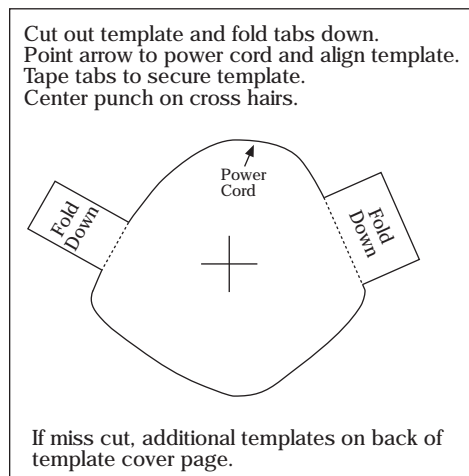 Cut out template and fold tabs down.
Point arrow to power cord and align template.
Tape tabs to secure template.
Center punch on cross hairs.
Power
Cord
Fold
Down
Fold
Down
If miss cut, additional templates on back of
template cover page.